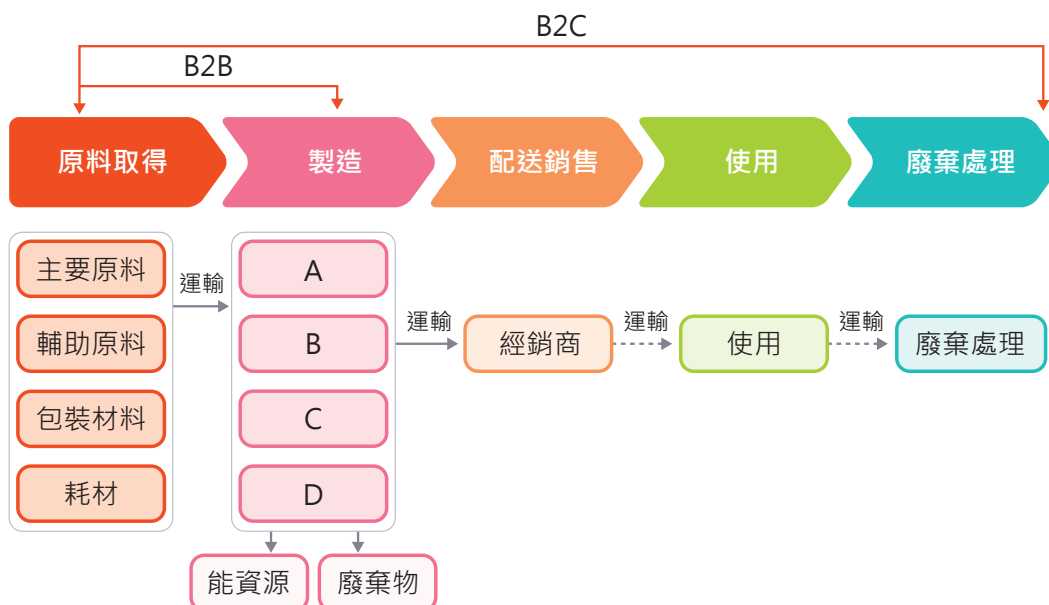 B2C
B2B
原料取得
製造
配送銷售
使用
廢棄處理
主要原料
輔助原料
包裝材料
耗材
運輸
A
B
C
D
能資源
廢棄物
運輸
經銷商
運輸
使用
運輸
廢棄處理